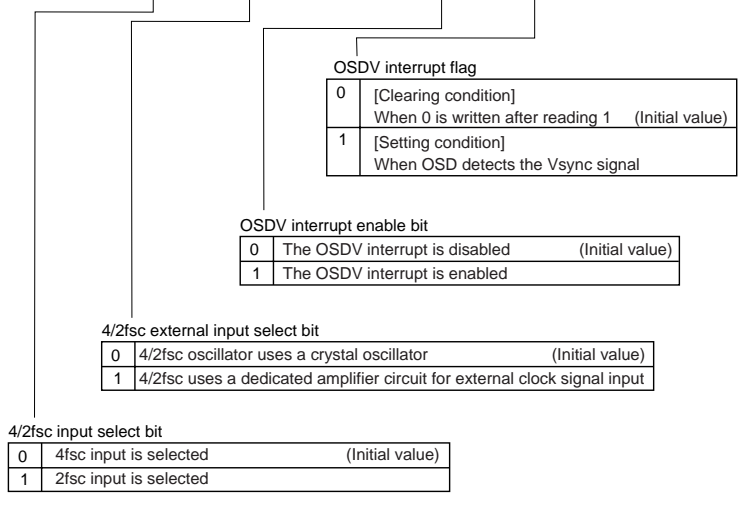 OSDV interrupt flag
0 [Clearing condition]
When 0 is written after reading 1 (Initial value)
1 [Setting condition]
When OSD detects the Vsync signal
OSDV interrupt enable bit
0 The OSDV interrupt is disabled (Initial value)
1 The OSDV interrupt is enabled
4/2fsc external input select bit
0 4/2fsc oscillator uses a crystal oscillator (Initial value)
1 4/2fsc uses a dedicated amplifier circuit for external clock signal input
4/2fsc input select bit
0 4fsc input is selected (Initial value)
1 2fsc input is selected